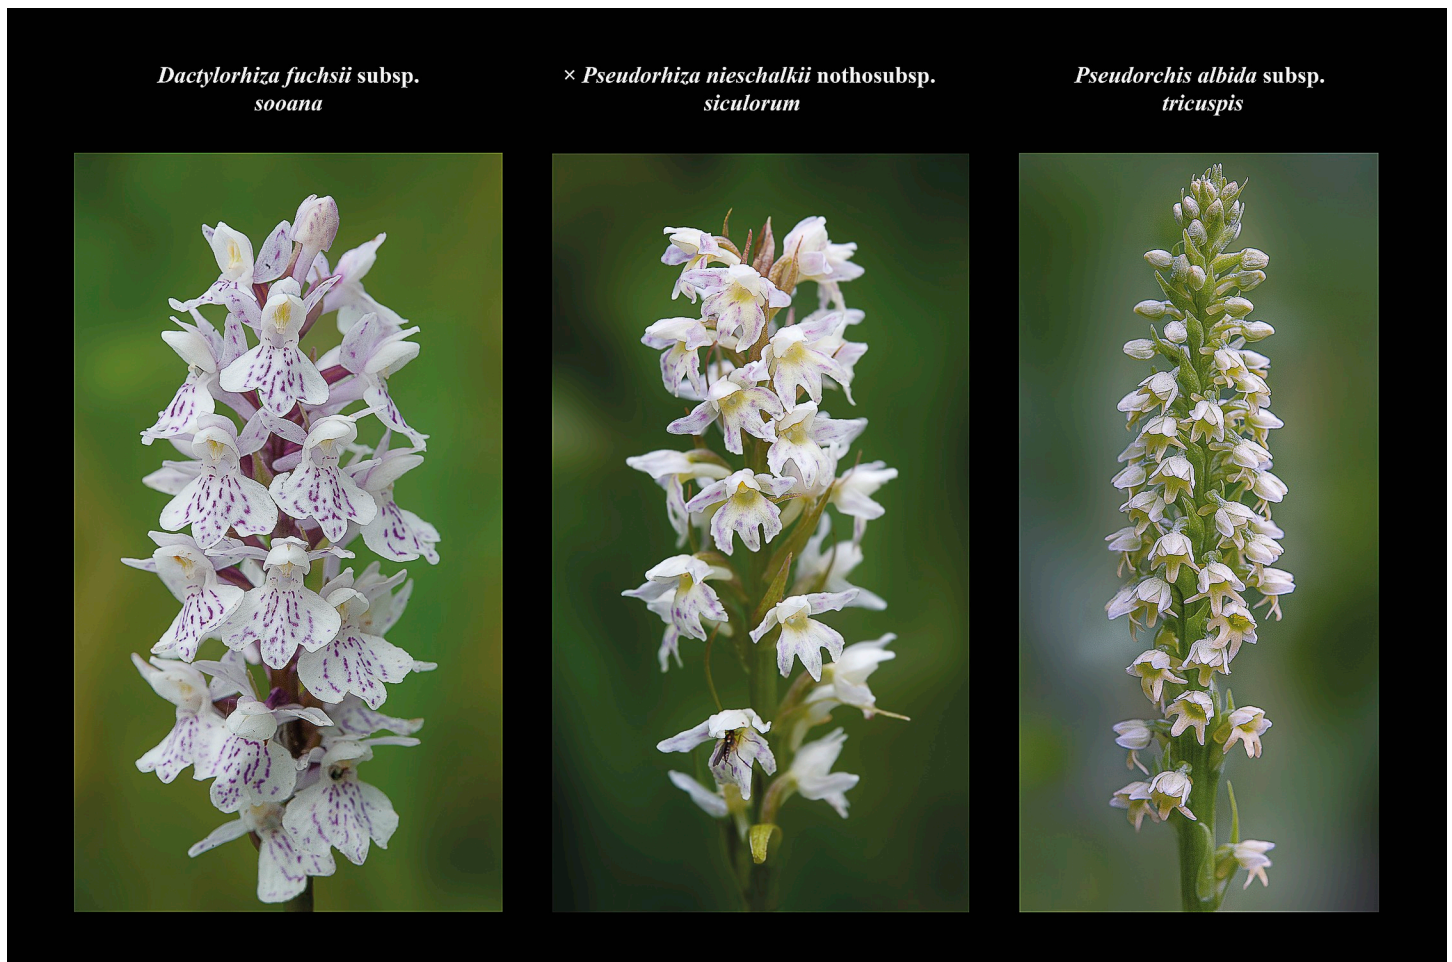 Dactylorhiza fuchsii subsp.
sooana
× Pseudorhiza nieschalkii nothosubsp.
siculorum
Pseudorchis albida subsp.
tricuspis